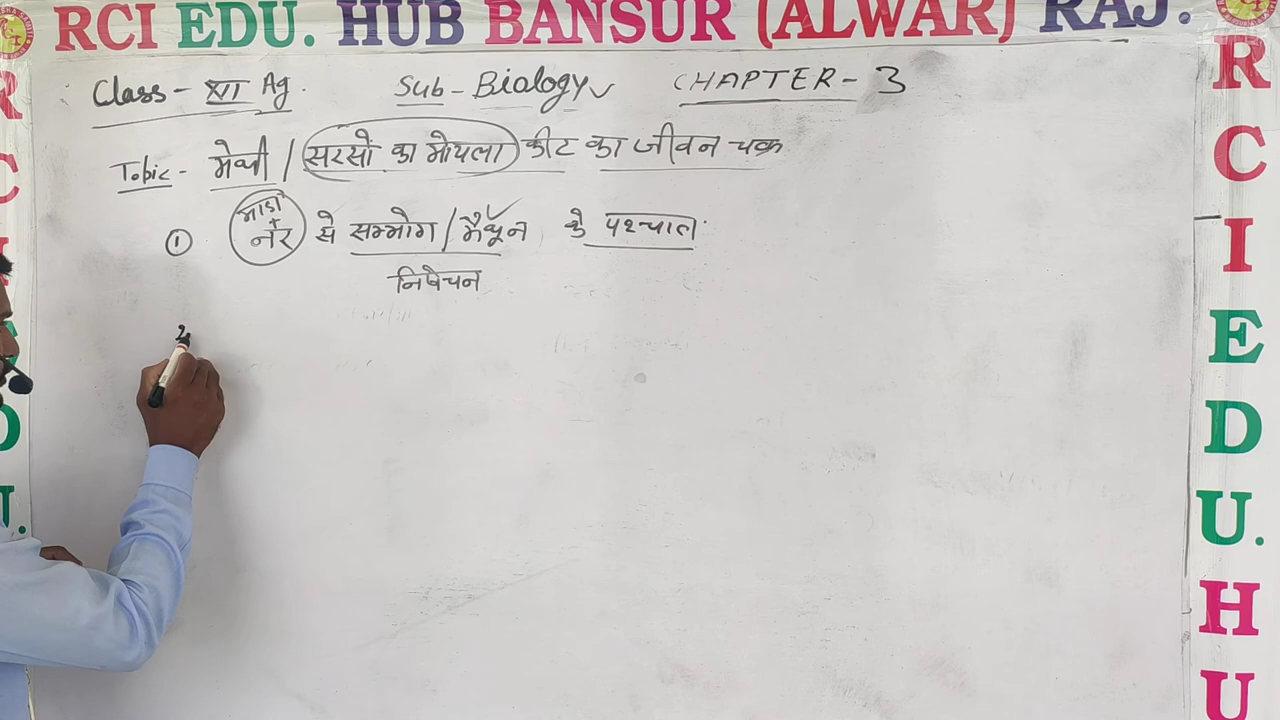 RCI EDU. HUB BANSUR (ALWAR) RAJ.
Class - XII Ag. Sub - Biology CHAPTER - 3
Topic - मेथी / सरसों का मोयला कीट का जीवन चक्र
① मादा + नर से सम्भोग / मैथुन के पश्चात
निषेचन
2
R
C
I
E
D
U.
H
U